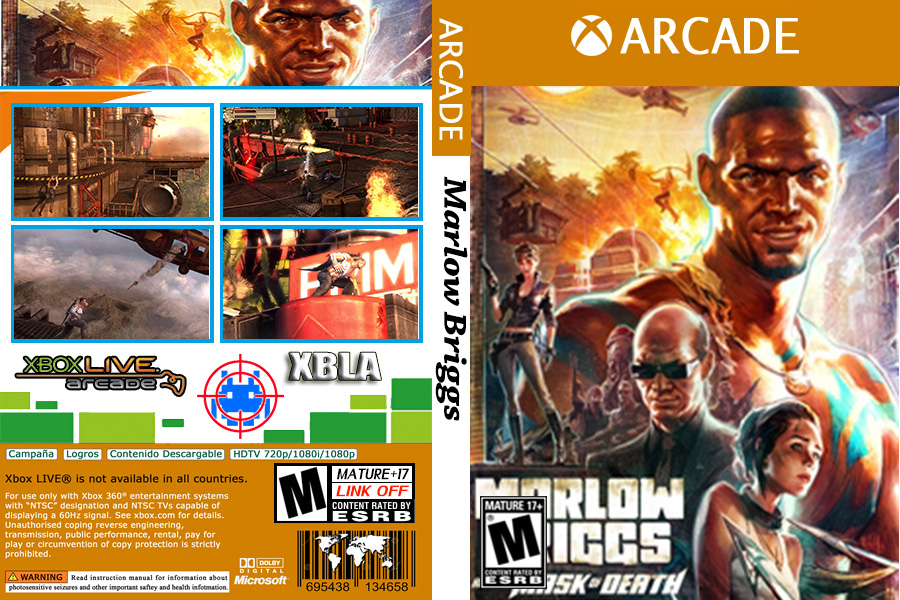 FIIM
XBOX LIVE
arcade
XBLA
Campaña Logros Contenido Descargable HDTV 720p/1080i/1080p
Xbox LIVE® is not available in all countries.
For use only with Xbox 360® entertainment systems
with "NTSC" designation and NTSC TVs capable of
displaying a 60Hz signal. See xbox.com for details.
Unauthorised coping reverse engineering,
transmission, public performance, rental, pay for
play or circumvention of copy protection is strictly
prohibited.
WARNING Read instruction manual for information about
photosensitive seizures and other important saftey and health infotmation.
M
MATURE+17
LINK OFF
CONTENT RATED BY
ESRB
DOLBY
DIGITAL
Microsoft
695438 134658
ARCADE
Marlow Briggs
ARCADE
MARLOW
BRIGGS
MASK OF DEATH
MATURE 17+
M
CONTENT RATED BY
ESRB